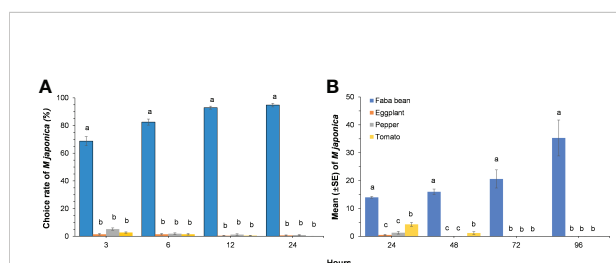 A
Choice rate of M japonica (%)
100
80
60
40
20
0
a
a
a
a
b b b
b b b
b b b
b b b
3
6
12
24
B
Mean (±SE) of M japonica
50
40
30
20
10
0
Faba bean
Eggplant
Pepper
Tomato
a
a
a
a
c c b
c c b
b b b
b b b
24
48
72
96
Hours